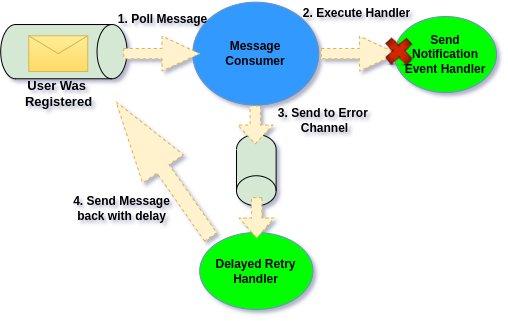 1. Poll Message
2. Execute Handler
User Was
Registered
Message
Consumer
Send
Notification
Event Handler
3. Send to Error
Channel
4. Send Message
back with delay
Delayed Retry
Handler